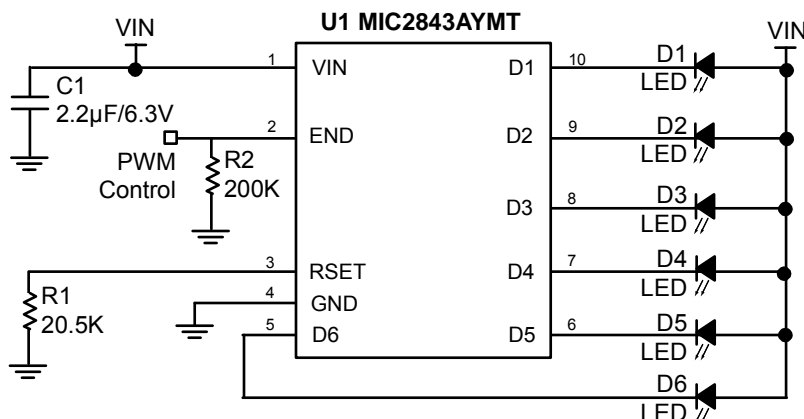 U1 MIC2843AYMT
VIN
VIN
C1
2.2µF/6.3V
1
VIN
D1
10
D1
LED
PWM
Control
2
END
R2
200K
D2
9
D2
LED
D3
8
D3
LED
3
RSET
D4
7
D4
LED
R1
20.5K
4
GND
5
D6
D5
6
D5
LED
D6
LED